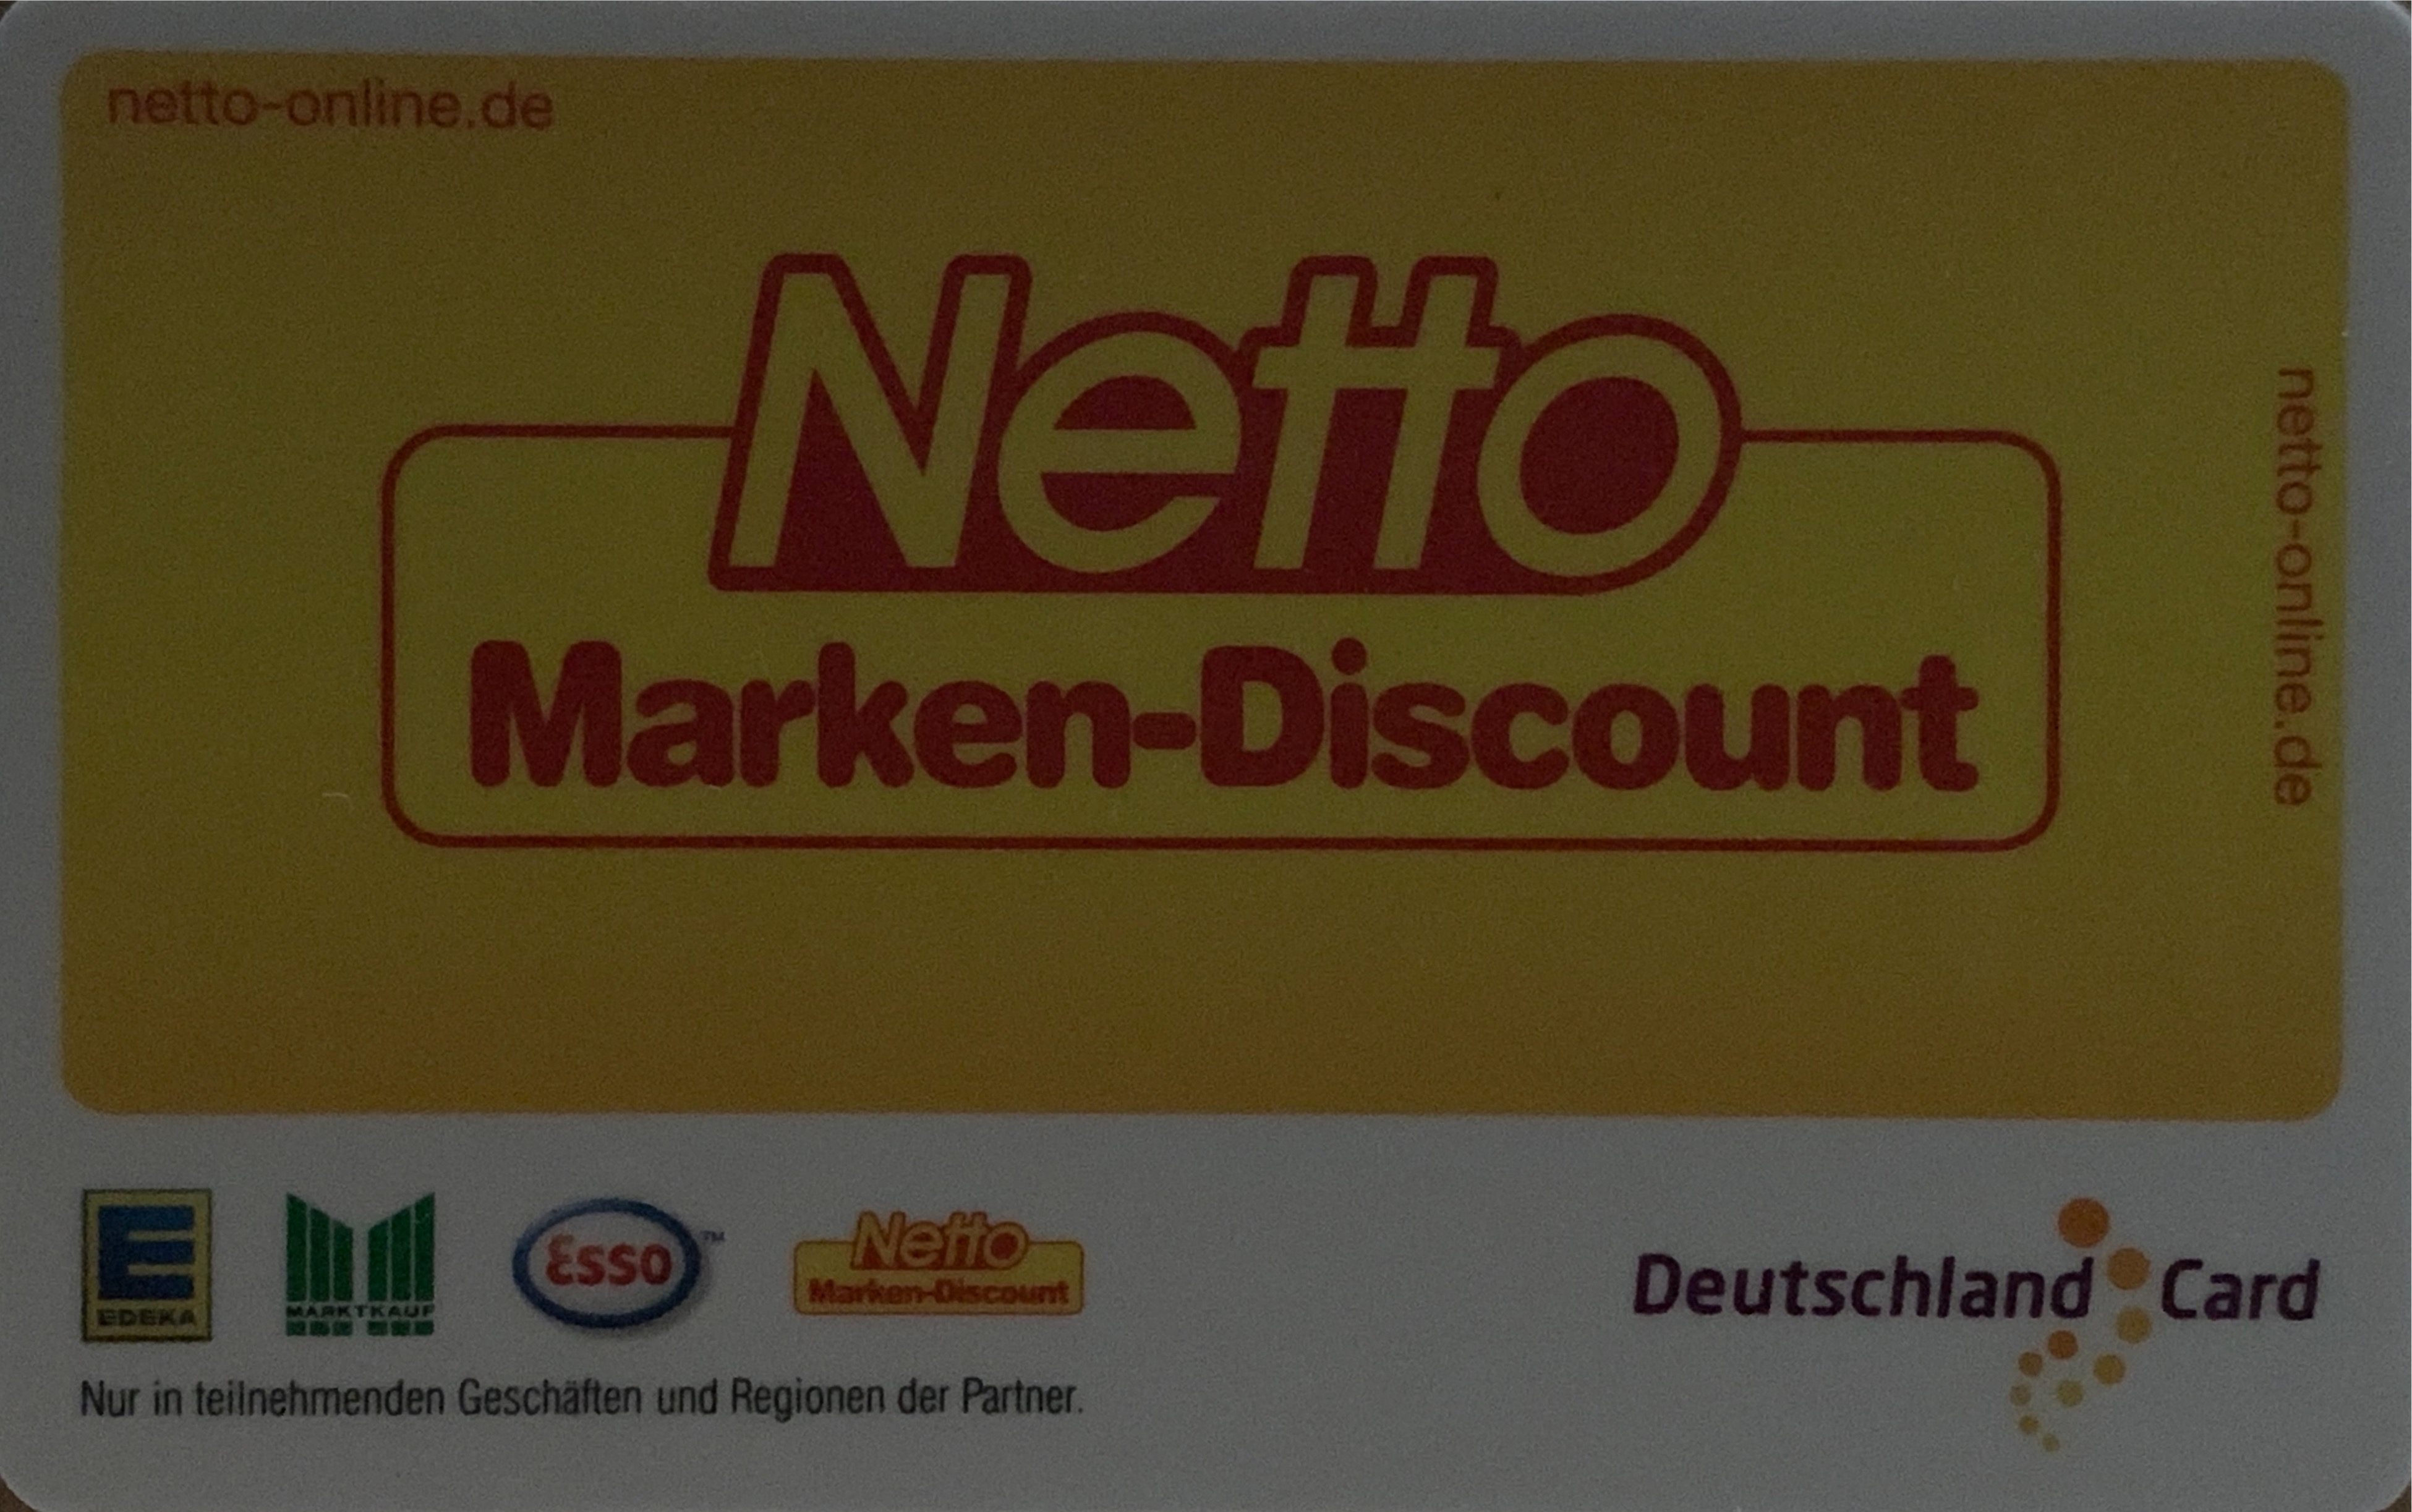 netto-online.de
Netto
Marken-Discount
netto-online.de
EDEKA
MARKTKAUF
Esso™
Netto
Marken-Discount
Deutschland Card
Nur in teilnehmenden Geschäften und Regionen der Partner.